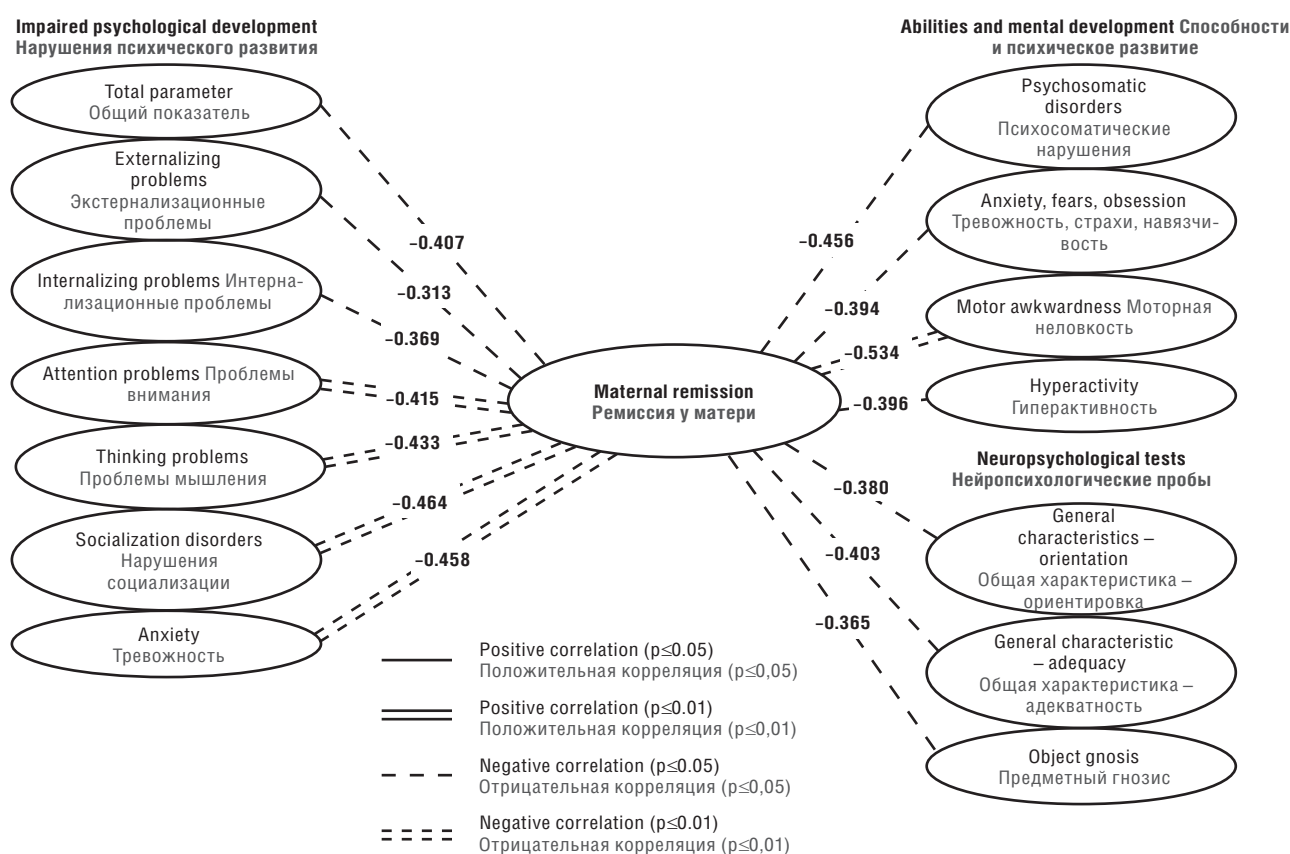 Impaired psychological development
Нарушения психического развития
Total parameter
Общий показатель
Externalizing
problems
Экстернализационные
проблемы
Internalizing problems Интерна-
лизационные проблемы
Attention problems Проблемы
внимания
Thinking problems
Проблемы мышления
Socialization disorders
Нарушения
социализации
Anxiety
Тревожность
–0.407
–0.313
–0.369
–0.415
–0.433
–0.464
–0.458
Maternal remission
Ремиссия у матери
–0.456
–0.394
–0.534
–0.396
–0.380
–0.403
–0.365
Abilities and mental development Способности
и психическое развитие
Psychosomatic
disorders
Психосоматические
нарушения
Anxiety, fears, obsession
Тревожность, страхи, навязчи-
вость
Motor awkwardness Моторная
неловкость
Hyperactivity
Гиперактивность
Neuropsychological tests
Нейропсихологические пробы
General
characteristics –
orientation
Общая характеристика –
ориентировка
General characteristic
– adequacy
Общая характеристика –
адекватность
Object gnosis
Предметный гнозис
Positive correlation (p≤0.05)
Положительная корреляция (p≤0,05)
Positive correlation (p≤0.01)
Положительная корреляция (p≤0,01)
Negative correlation (p≤0.05)
Отрицательная корреляция (p≤0,05)
Negative correlation (p≤0.01)
Отрицательная корреляция (p≤0,01)